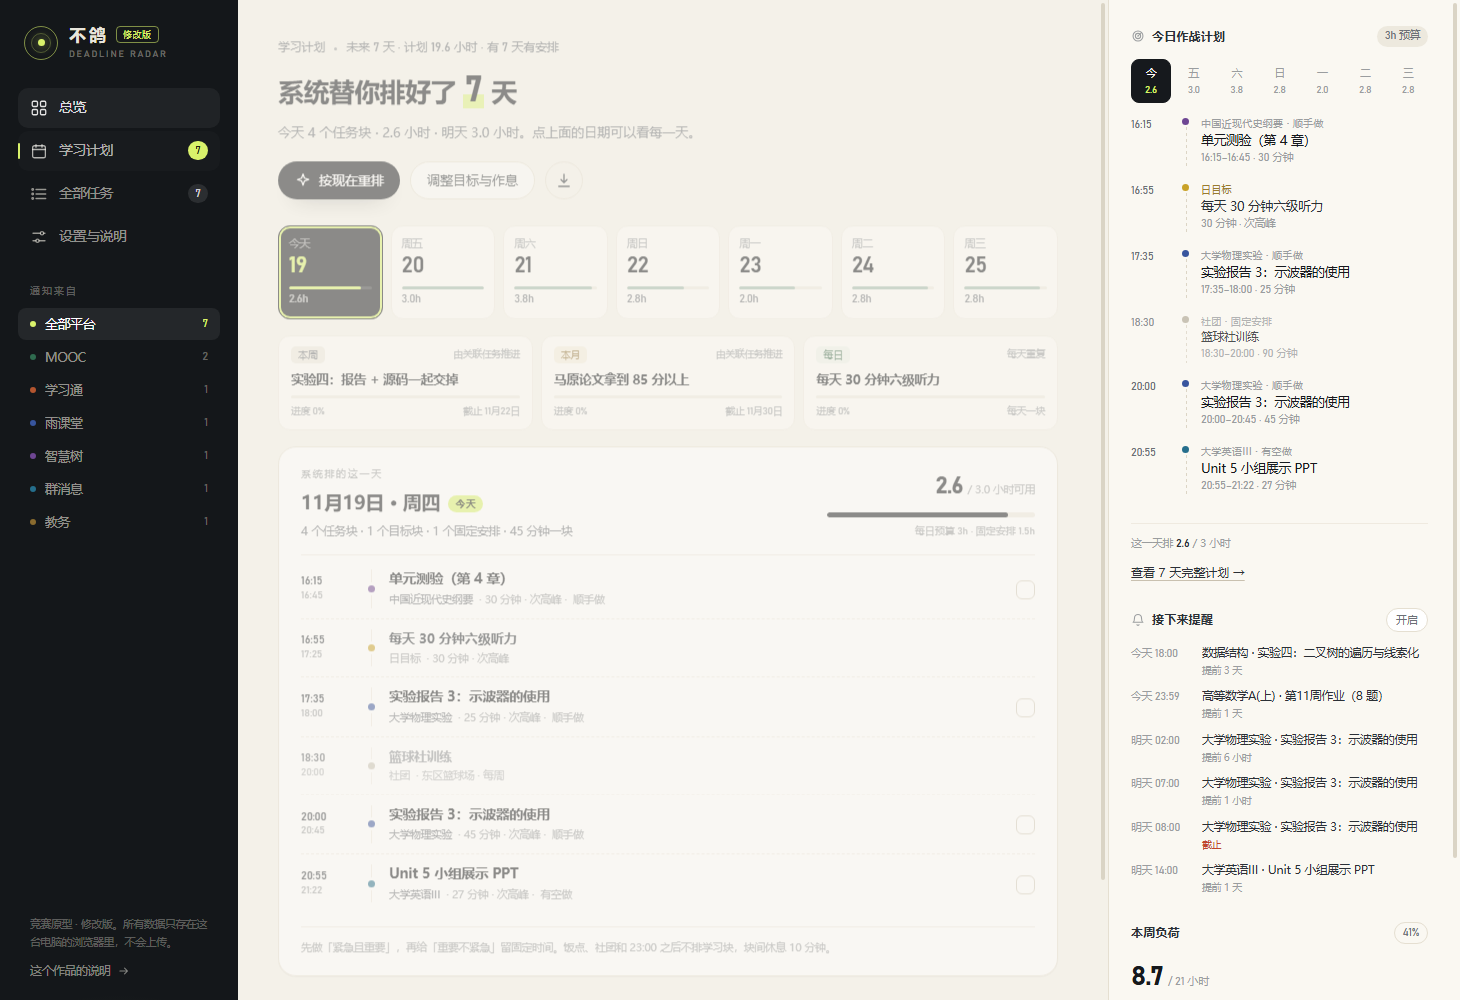 不鸽 修改版
DEADLINE RADAR
总览
学习计划 7
全部任务 7
设置与说明
通知来自
全部平台 7
MOOC 2
学习通 1
雨课堂 1
智慧树 1
群消息 1
教务 1
竞赛原型 · 修改版。所有数据只存在这
台电脑的浏览器里，不会上传。
这个作品的说明 →
学习计划 · 未来 7 天 · 计划 19.6 小时 · 有 7 天有安排
系统替你排好了 7 天
今天 4 个任务块 · 2.6 小时 · 明天 3.0 小时。点上面的日期可以看每一天。
按现在重排 调整目标与作息
今天 周五 周六 周日 周一 周二 周三
19 20 21 22 23 24 25
2.6h 3.0h 3.8h 2.8h 2.0h 2.8h 2.8h
本周 由关联任务推进
实验四：报告 + 源码一起交掉
进度 0% 截止 11月22日
本月 由关联任务推进
马原论文拿到 85 分以上
进度 0% 截止 11月30日
每日 每天重复
每天 30 分钟六级听力
进度 0% 每天一块
系统排的这一天
11月19日 · 周四 今天
2.6 / 3.0 小时可用
4 个任务块 · 1 个目标块 · 1 个固定安排 · 45 分钟一块
每日预算 3h · 固定安排 1.5h
16:15 单元测验（第 4 章）
16:45 中国近现代史纲要 · 30 分钟 · 次高峰 · 顺手做
16:55 每天 30 分钟六级听力
17:25 日目标 · 30 分钟 · 次高峰
17:35 实验报告 3：示波器的使用
18:00 大学物理实验 · 25 分钟 · 次高峰 · 顺手做
18:30 篮球社训练
20:00 社团 · 东区篮球场 · 每周
20:00 实验报告 3：示波器的使用
20:45 大学物理实验 · 45 分钟 · 次高峰 · 顺手做
20:55 Unit 5 小组展示 PPT
21:22 大学英语III · 27 分钟 · 次高峰 · 有空做
先做「紧急且重要」，再给「重要不紧急」留固定时间。饭点、社团和 23:00 之后不排学习块，块间休息 10 分钟。
今日作战计划 3h 预算
今 五 六 日 一 二 三
2.6 3.0 3.8 2.8 2.0 2.8 2.8
16:15 中国近现代史纲要 · 顺手做
单元测验（第 4 章）
16:15–16:45 · 30 分钟
16:55 日目标
每天 30 分钟六级听力
30 分钟 · 次高峰
17:35 大学物理实验 · 顺手做
实验报告 3：示波器的使用
17:35–18:00 · 25 分钟
18:30 社团 · 固定安排
篮球社训练
18:30–20:00 · 90 分钟
20:00 大学物理实验 · 顺手做
实验报告 3：示波器的使用
20:00–20:45 · 45 分钟
20:55 大学英语III · 有空做
Unit 5 小组展示 PPT
20:55–21:22 · 27 分钟
这一天排 2.6 / 3 小时
查看 7 天完整计划 →
接下来提醒 开启
今天 18:00 数据结构 · 实验四：二叉树的遍历与线索化
提前 3 天
今天 23:59 高等数学A(上) · 第11周作业（8 题）
提前 1 天
明天 02:00 大学物理实验 · 实验报告 3：示波器的使用
提前 6 小时
明天 07:00 大学物理实验 · 实验报告 3：示波器的使用
提前 1 小时
明天 08:00 大学物理实验 · 实验报告 3：示波器的使用
截止
明天 14:00 大学英语III · Unit 5 小组展示 PPT
提前 1 天
本周负荷 41%
8.7 / 21 小时